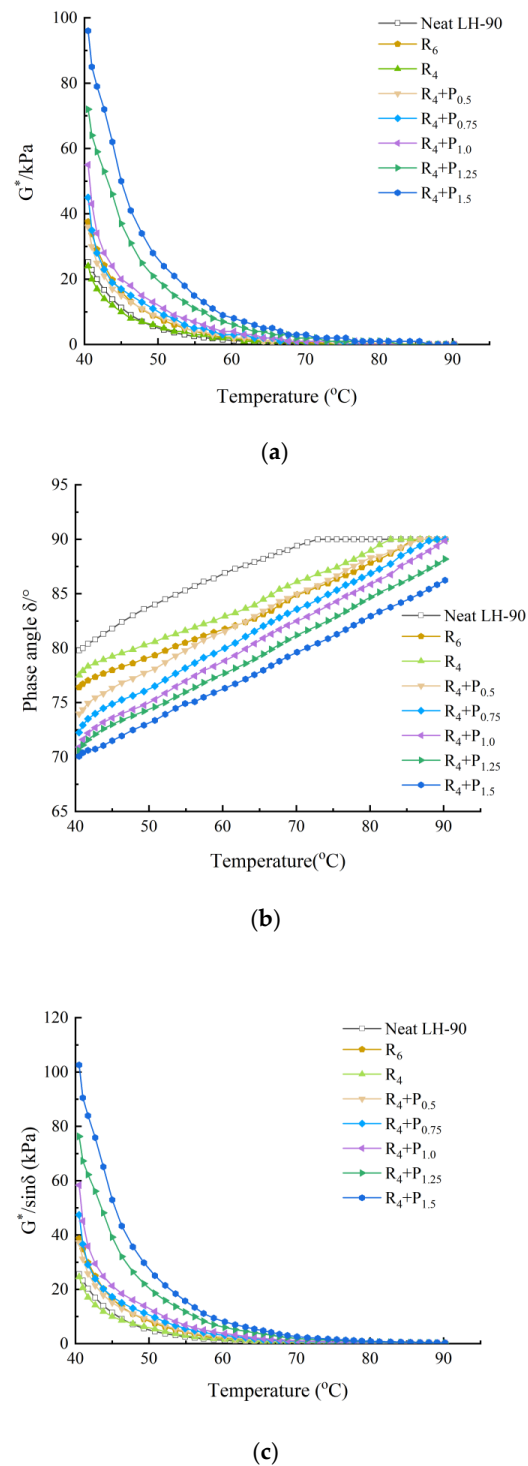 100
80
60
40
20
0
G*/kPa
Neat LH-90
R6
R4
R4+P0.5
R4+P0.75
R4+P1.0
R4+P1.25
R4+P1.5
40 50 60 70 80 90
Temperature (°C)
(a)
95
90
85
80
75
70
65
Phase angle δ/°
Neat LH-90
R6
R4
R4+P0.5
R4+P0.75
R4+P1.0
R4+P1.25
R4+P1.5
40 50 60 70 80 90
Temperature(°C)
(b)
120
100
80
60
40
20
0
G*/sinδ (kPa)
Neat LH-90
R6
R4
R4+P0.5
R4+P0.75
R4+P1.0
R4+P1.25
R4+P1.5
40 50 60 70 80 90
Temperature (°C)
(c)